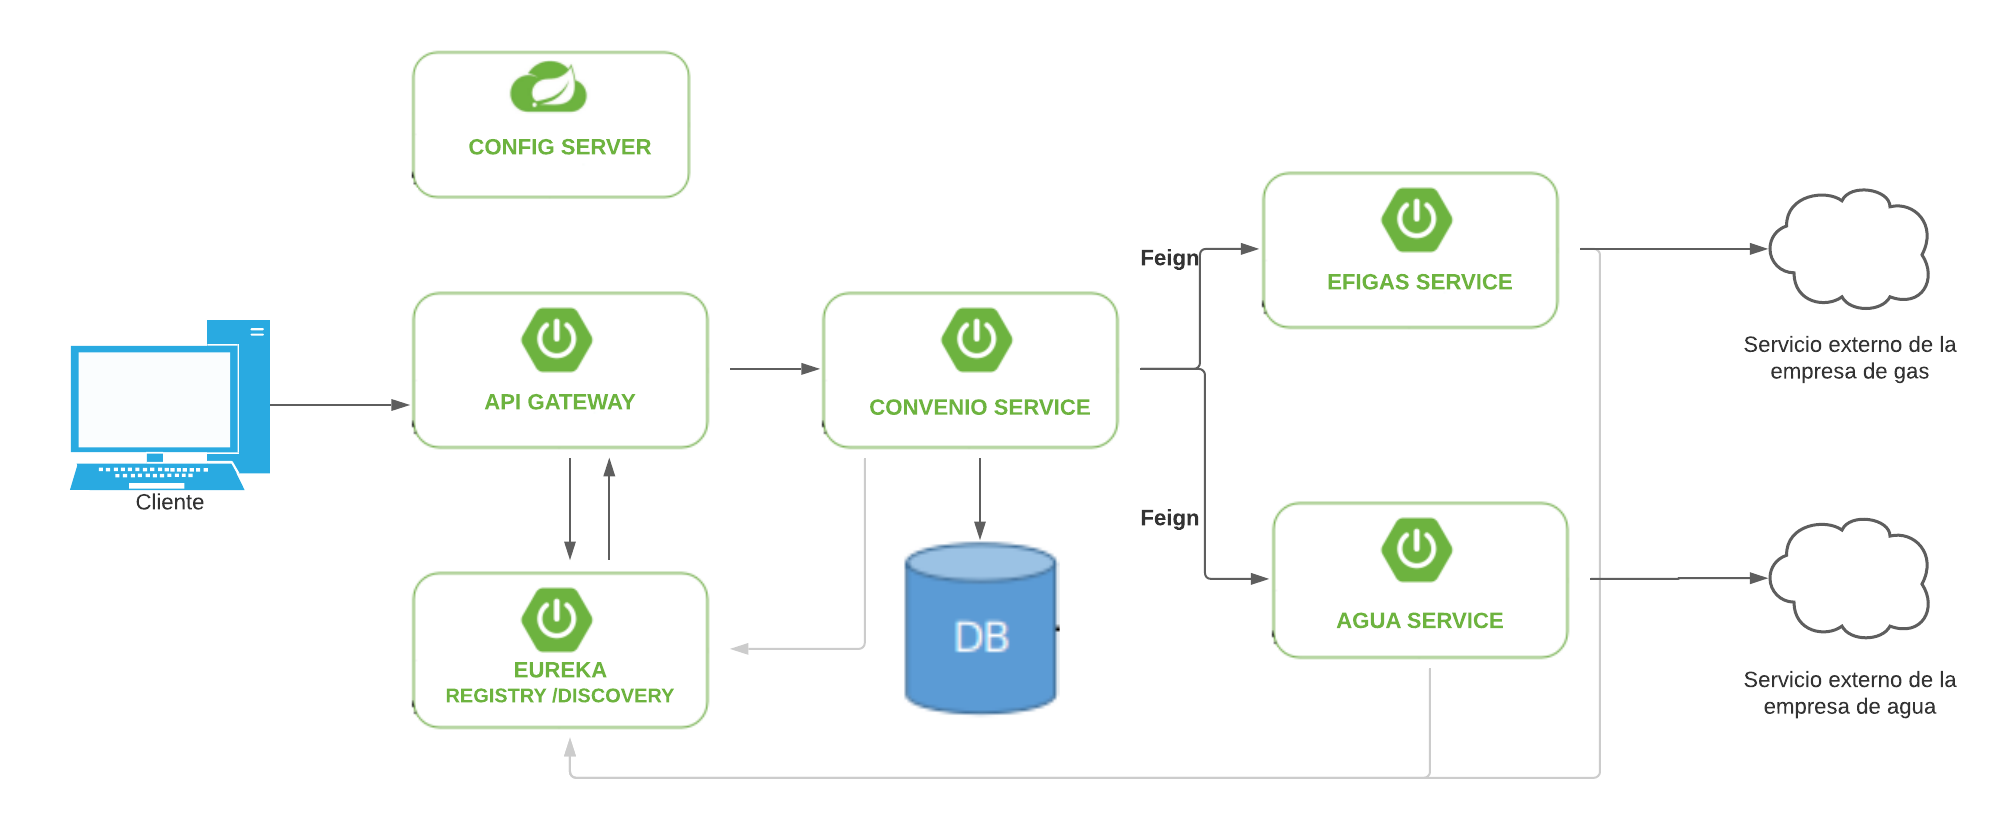 CONFIG SERVER
Feign
EFIGAS SERVICE
Servicio externo de la
empresa de gas
API GATEWAY
CONVENIO SERVICE
Cliente
Feign
EUREKA
REGISTRY /DISCOVERY
DB
AGUA SERVICE
Servicio externo de la
empresa de agua